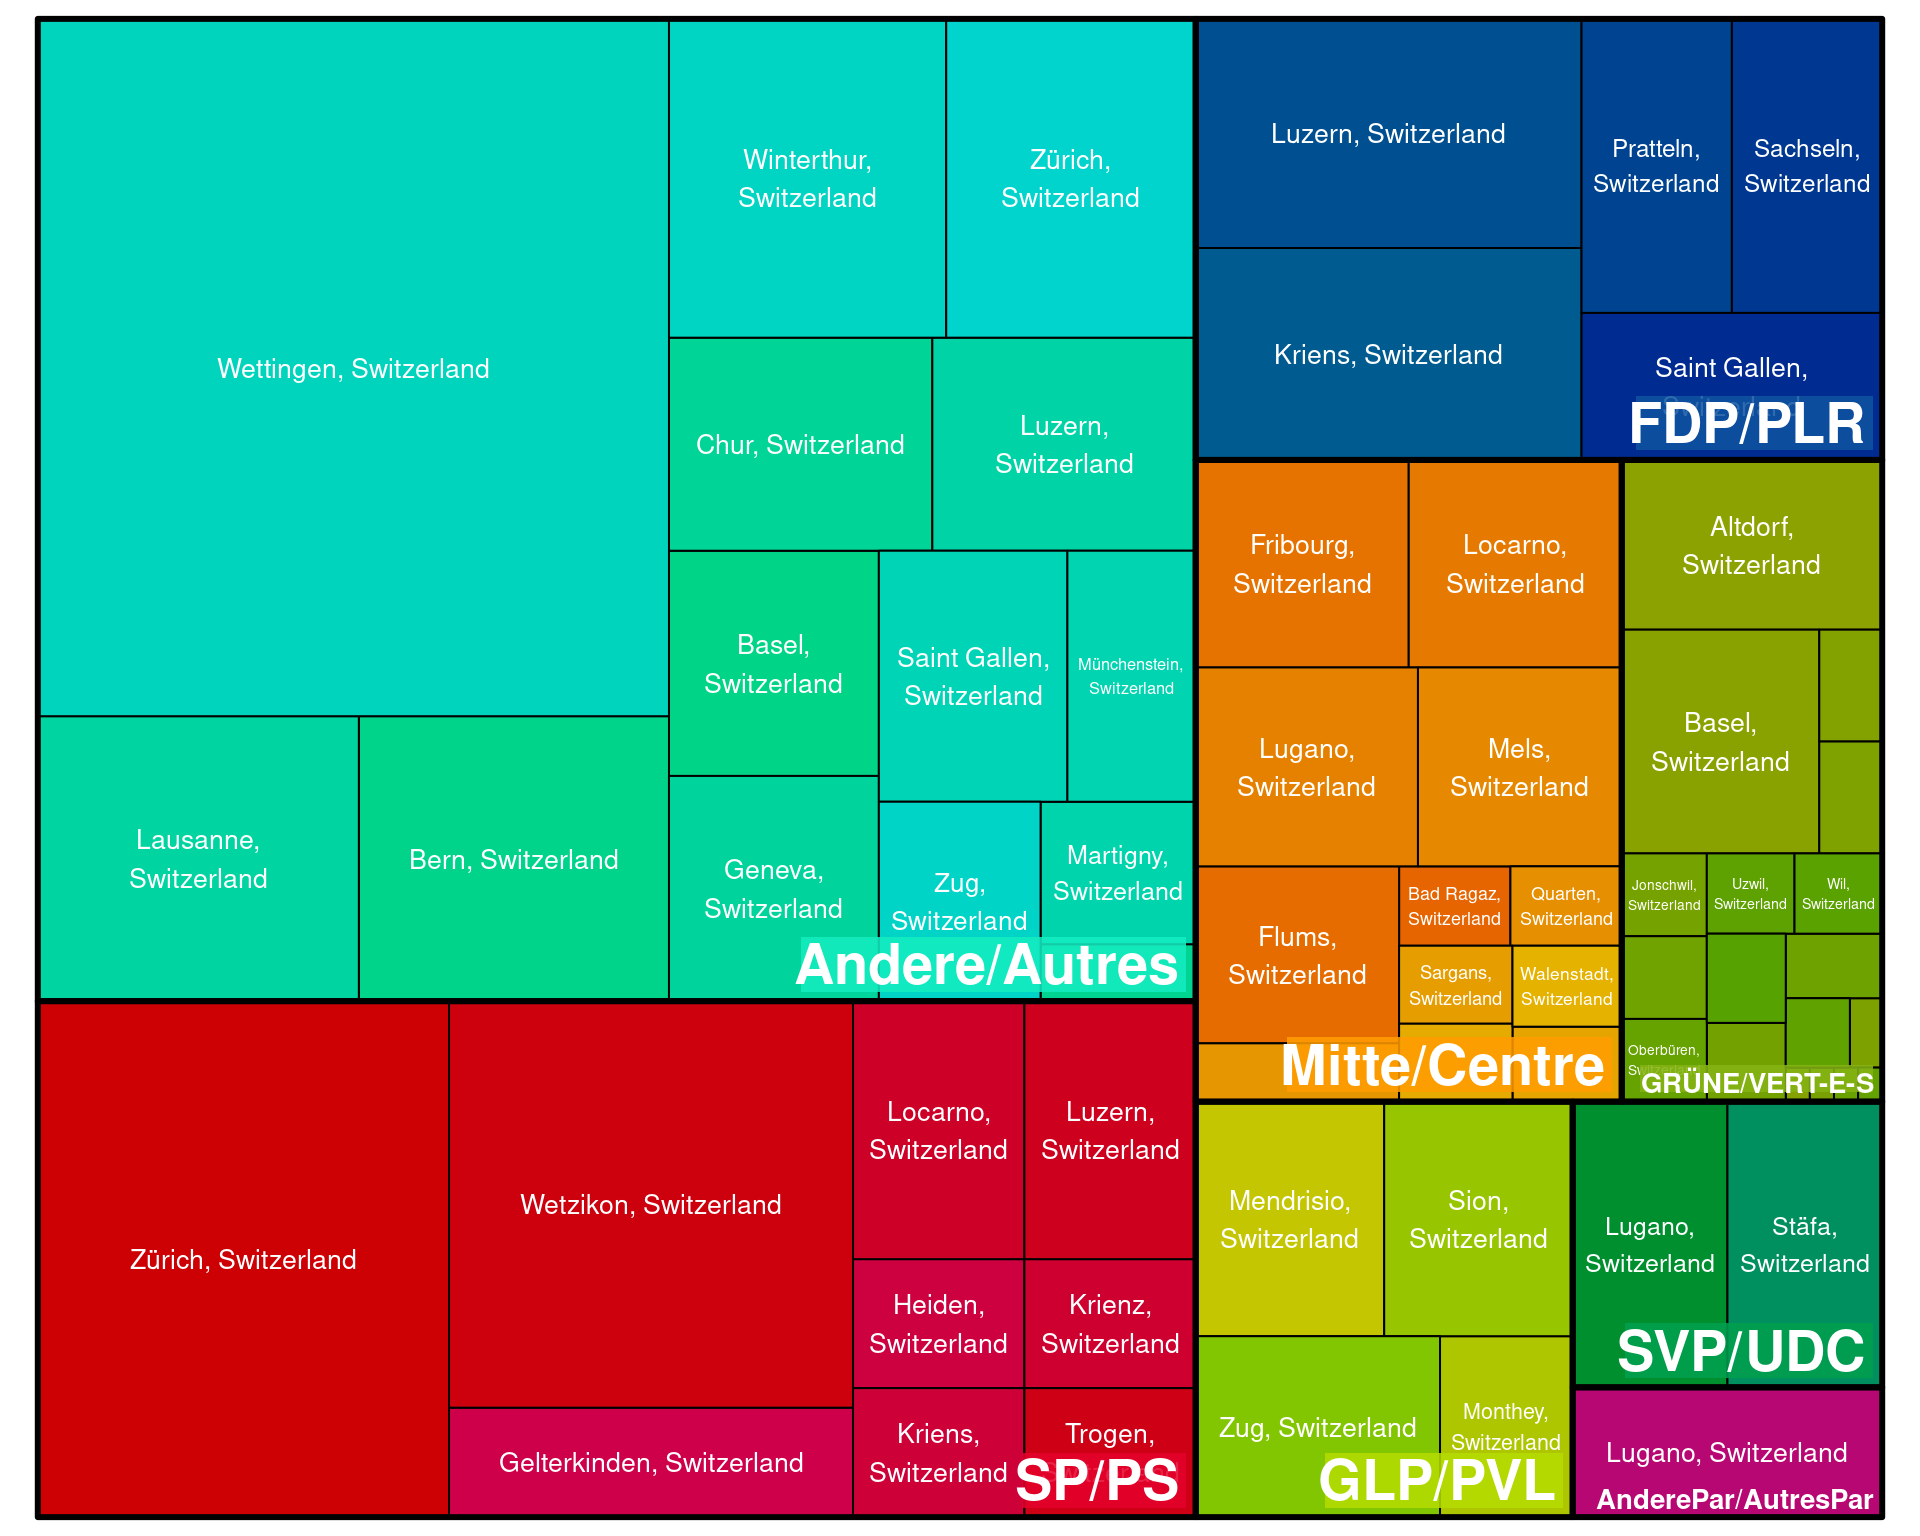 Wettingen, Switzerland
Winterthur,
Switzerland
Zürich,
Switzerland
Chur, Switzerland
Luzern,
Switzerland
Basel,
Switzerland
Saint Gallen,
Switzerland
Münchenstein,
Switzerland
Lausanne,
Switzerland
Bern, Switzerland
Geneva,
Switzerland
Zug,
Switzerland
Martigny,
Switzerland
Andere/Autres
Zürich, Switzerland
Wetzikon, Switzerland
Gelterkinden, Switzerland
Locarno,
Switzerland
Luzern,
Switzerland
Heiden,
Switzerland
Krienz,
Switzerland
Kriens,
Switzerland
Trogen,
SP/PS
Luzern, Switzerland
Kriens, Switzerland
Pratteln,
Switzerland
Sachseln,
Switzerland
Saint Gallen,
Switzerland
FDP/PLR
Fribourg,
Switzerland
Locarno,
Switzerland
Lugano,
Switzerland
Mels,
Switzerland
Flums,
Switzerland
Bad Ragaz,
Switzerland
Quarten,
Switzerland
Sargans,
Switzerland
Walenstadt,
Switzerland
Mitte/Centre
Altdorf,
Switzerland
Basel,
Switzerland
Jonschwil,
Switzerland
Uzwil,
Switzerland
Wil,
Switzerland
Oberbüren,
Switzerland
GRÜNE/VERT-E-S
Mendrisio,
Switzerland
Sion,
Switzerland
Zug, Switzerland
Monthey,
Switzerland
GLP/PVL
Lugano,
Switzerland
Stäfa,
Switzerland
SVP/UDC
Lugano, Switzerland
AnderePar/AutresPar